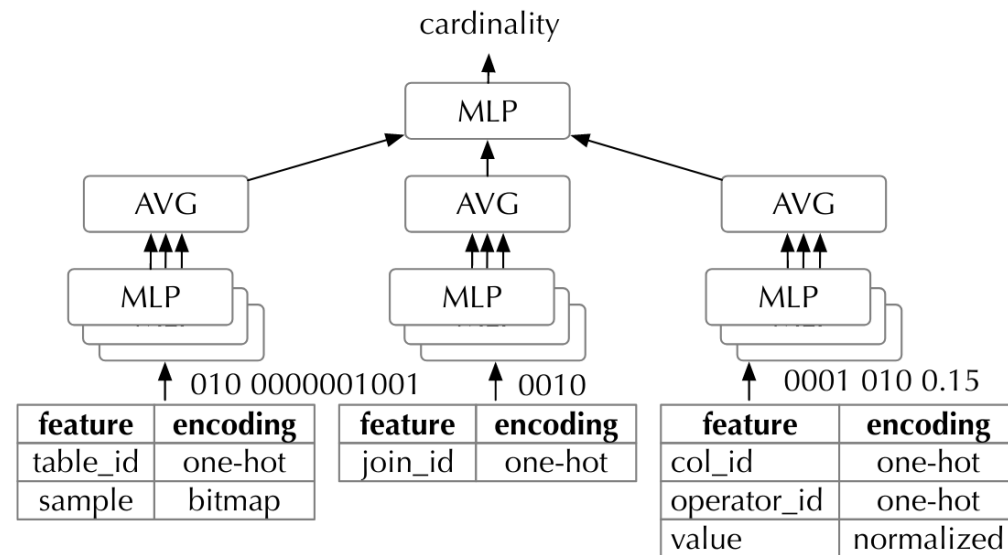 cardinality
MLP
AVG AVG AVG
MLP MLP MLP
010 0000001001 0010 0001 010 0.15
feature encoding feature encoding feature encoding
table_id one-hot join_id one-hot col_id one-hot
sample bitmap operator_id one-hot
value normalized